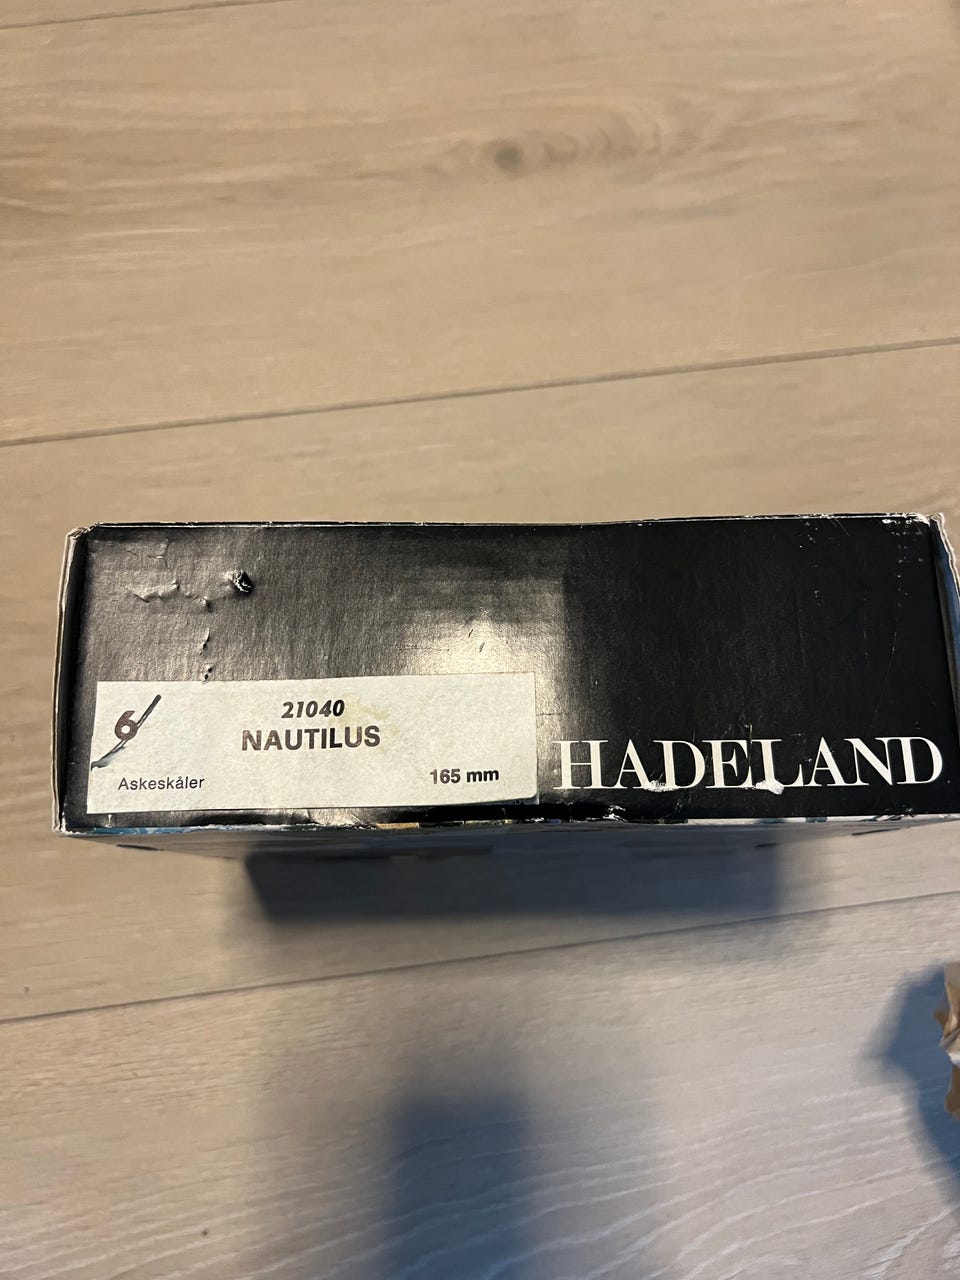 6
21040
NAUTILUS
Askeskåler
165 mm
HADELAND